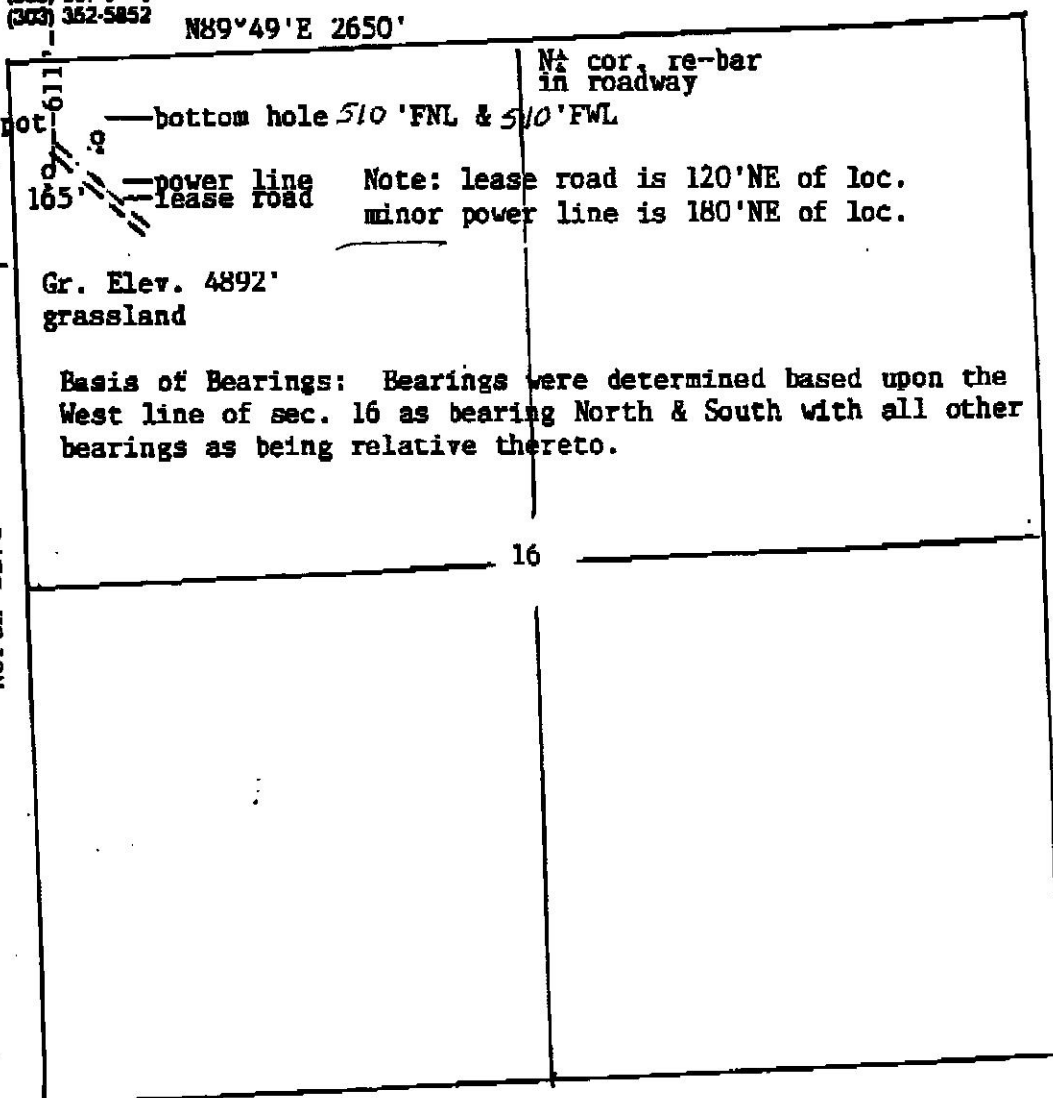 (303) 352-5852
N89°49'E 2650'
N¼ cor. re-bar
in roadway
611'
bottom hole 510 'FNL & 510 'FWL
power line
165' lease road
Note: lease road is 120'NE of loc.
minor power line is 180'NE of loc.
Gr. Elev. 4892'
grassland
Basis of Bearings: Bearings were determined based upon the
West line of sec. 16 as bearing North & South with all other
bearings as being relative thereto.
16